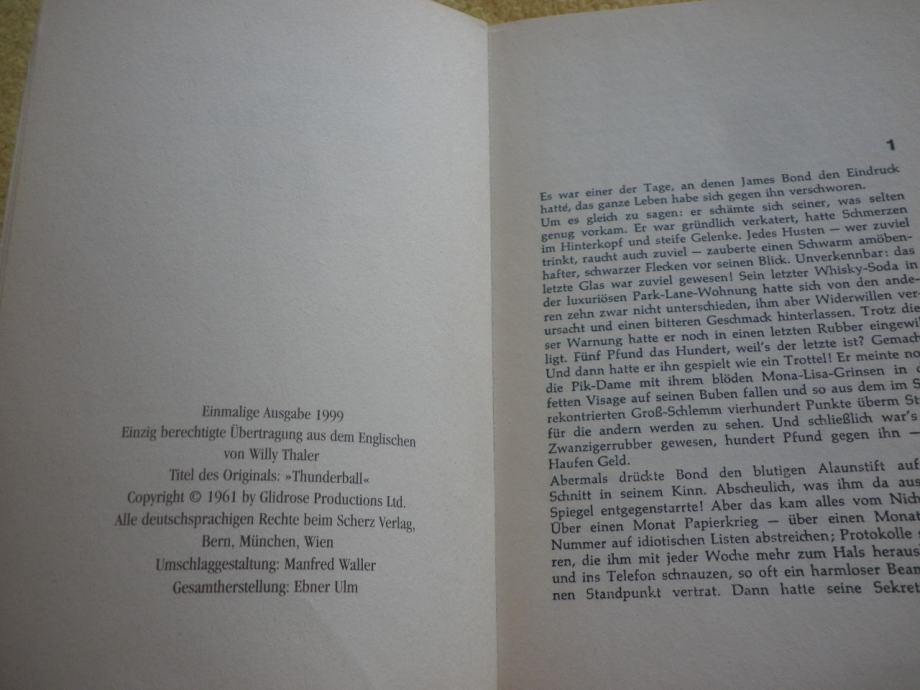 Einmalige Ausgabe 1999
Einzig berechtigte Übertragung aus dem Englischen
von Willy Thaler
Titel des Originals: »Thunderball«
Copyright © 1961 by Glidrose Productions Ltd.
Alle deutschsprachigen Rechte beim Scherz Verlag,
Bern, München, Wien
Umschlaggestaltung: Manfred Waller
Gesamtherstellung: Ebner Ulm
1
Es war einer der Tage, an denen James Bond den Eindruck
hatte, das ganze Leben habe sich gegen ihn verschworen.
Um es gleich zu sagen: er schämte sich seiner, was selten
genug vorkam. Er war gründlich verkatert, hatte Schmerzen
im Hinterkopf und steife Gelenke. Jedes Husten — wer zuviel
trinkt, raucht auch zuviel — zauberte einen Schwarm amöben-
hafter, schwarzer Flecken vor seinen Blick. Unverkennbar: das
letzte Glas war zuviel gewesen! Sein letzter Whisky-Soda in
der luxuriösen Park-Lane-Wohnung hatte sich von den ande-
ren zehn zwar nicht unterschieden, ihm aber Widerwillen ver-
ursacht und einen bitteren Geschmack hinterlassen. Trotz die-
ser Warnung hatte er noch in einen letzten Rubber eingewil
ligt. Fünf Pfund das Hundert, weil's der letzte ist? Gemach
Und dann hatte er ihn gespielt wie ein Trottel! Er meinte no
die Pik-Dame mit ihrem blöden Mona-Lisa-Grinsen in
fetten Visage auf seinen Buben fallen und so aus dem im S
rekontrierten Groß-Schlemm vierhundert Punkte überm St
für die andern werden zu sehen. Und schließlich war's
Zwanzigerrubber gewesen, hundert Pfund gegen ihn —
Haufen Geld.
Abermals drückte Bond den blutigen Alaunstift auf
Schnitt in seinem Kinn. Abscheulich, was ihm da aus
Spiegel entgegenstarrte! Aber das kam alles vom Nich
Über einen Monat Papierkrieg — über einen Monat
Nummer auf idiotischen Listen abstreichen; Protokolle
ren, die ihm mit jeder Woche mehr zum Hals heraus
und ins Telefon schnauzen, so oft ein harmloser Beam
nen Standpunkt vertrat. Dann hatte seine Sekret